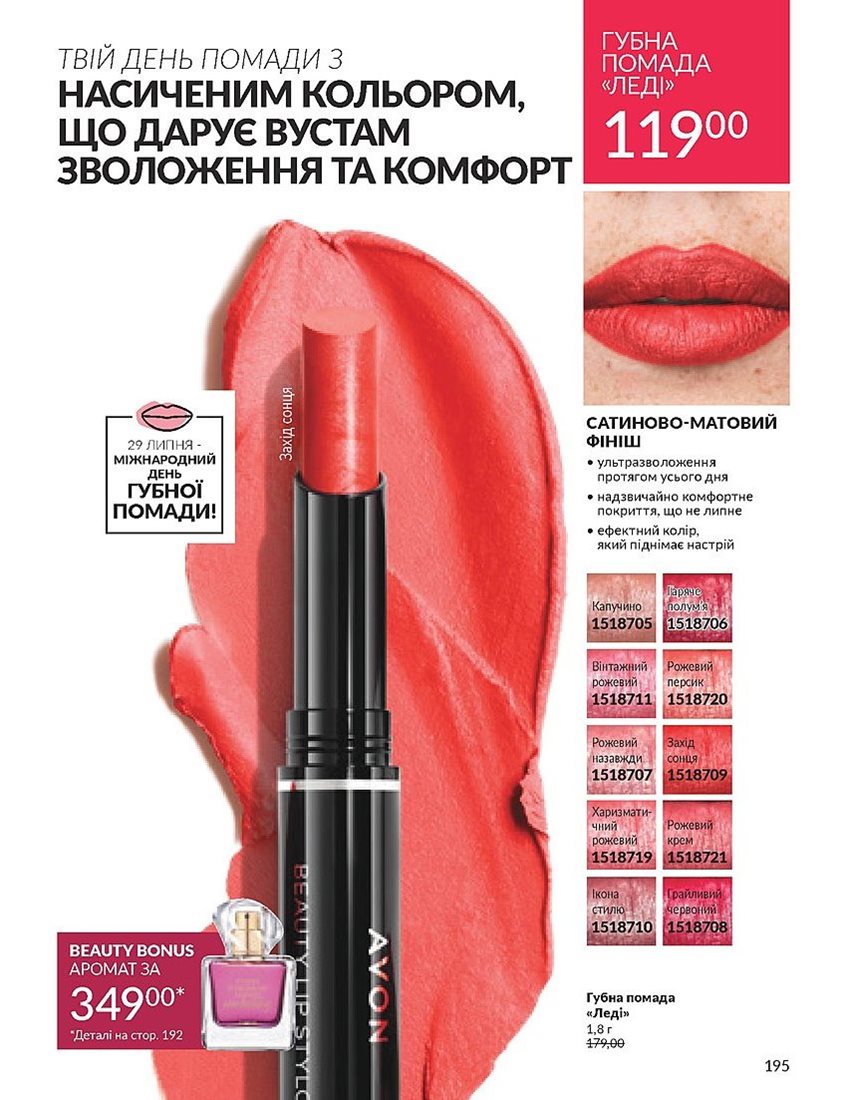 ТВІЙ ДЕНЬ ПОМАДИ З
НАСИЧЕНИМ КОЛЬОРОМ,
ЩО ДАРУЄ ВУСТАМ
ЗВОЛОЖЕННЯ ТА КОМФОРТ
ГУБНА
ПОМАДА
«ЛЕДІ»
119⁰⁰
Захід сонця
29 ЛИПНЯ -
МІЖНАРОДНИЙ
ДЕНЬ
ГУБНОЇ
ПОМАДИ!
САТИНОВО-МАТОВИЙ
ФІНІШ
• ультразволоження
протягом усього дня
• надзвичайно комфортне
покриття, що не липне
• ефектний колір,
який піднімає настрій
Капучино
1518705
Гаряче
полум'я
1518706
Вінтажний
рожевий
1518711
Рожевий
персик
1518720
Рожевий
назавжди
1518707
Захід
сонця
1518709
Харизмати-
чний
рожевий
1518719
Рожевий
крем
1518721
Ікона
стилю
1518710
Грайливий
червоний
1518708
BEAUTY LIP STYLO
AVON
BEAUTY BONUS
АРОМАТ ЗА
349⁰⁰*
*Деталі на стор. 192
Губна помада
«Леді»
1,8 г
179,00
195